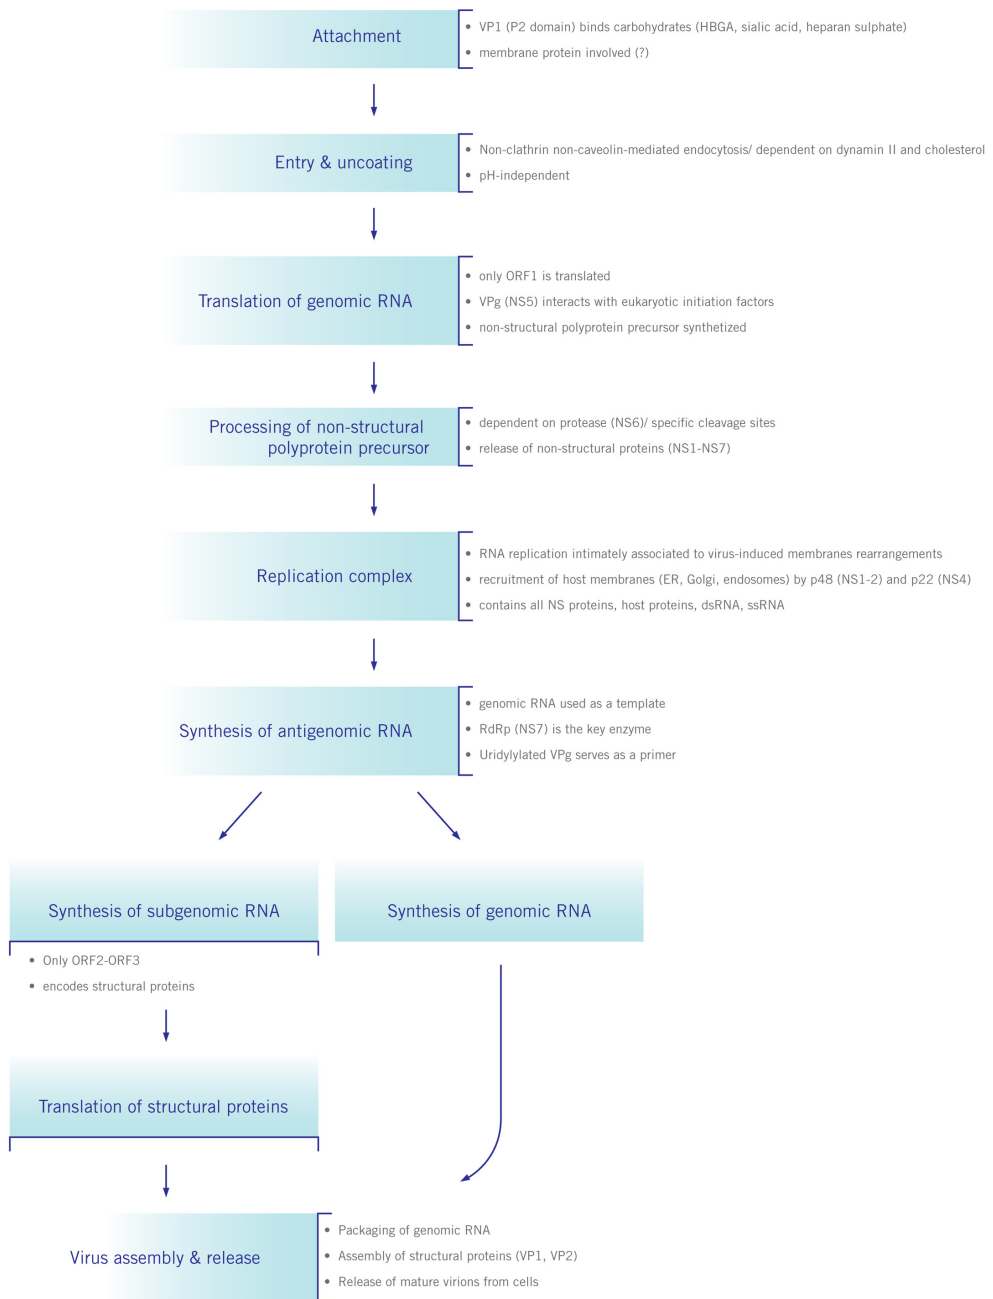 Attachment
• VP1 (P2 domain) binds carbohydrates (HBGA, sialic acid, heparan sulphate)
• membrane protein involved (?)
Entry & uncoating
• Non-clathrin non-caveolin-mediated endocytosis/ dependent on dynamin II and cholesterol
• pH-independent
Translation of genomic RNA
• only ORF1 is translated
• VPg (NS5) interacts with eukaryotic initiation factors
• non-structural polyprotein precursor synthetized
Processing of non-structural
polyprotein precursor
• dependent on protease (NS6)/ specific cleavage sites
• release of non-structural proteins (NS1-NS7)
Replication complex
• RNA replication intimately associated to virus-induced membranes rearrangements
• recruitment of host membranes (ER, Golgi, endosomes) by p48 (NS1-2) and p22 (NS4)
• contains all NS proteins, host proteins, dsRNA, ssRNA
Synthesis of antigenomic RNA
• genomic RNA used as a template
• RdRp (NS7) is the key enzyme
• Uridylylated VPg serves as a primer
Synthesis of subgenomic RNA
• Only ORF2-ORF3
• encodes structural proteins
Synthesis of genomic RNA
Translation of structural proteins
Virus assembly & release
• Packaging of genomic RNA
• Assembly of structural proteins (VP1, VP2)
• Release of mature virions from cells